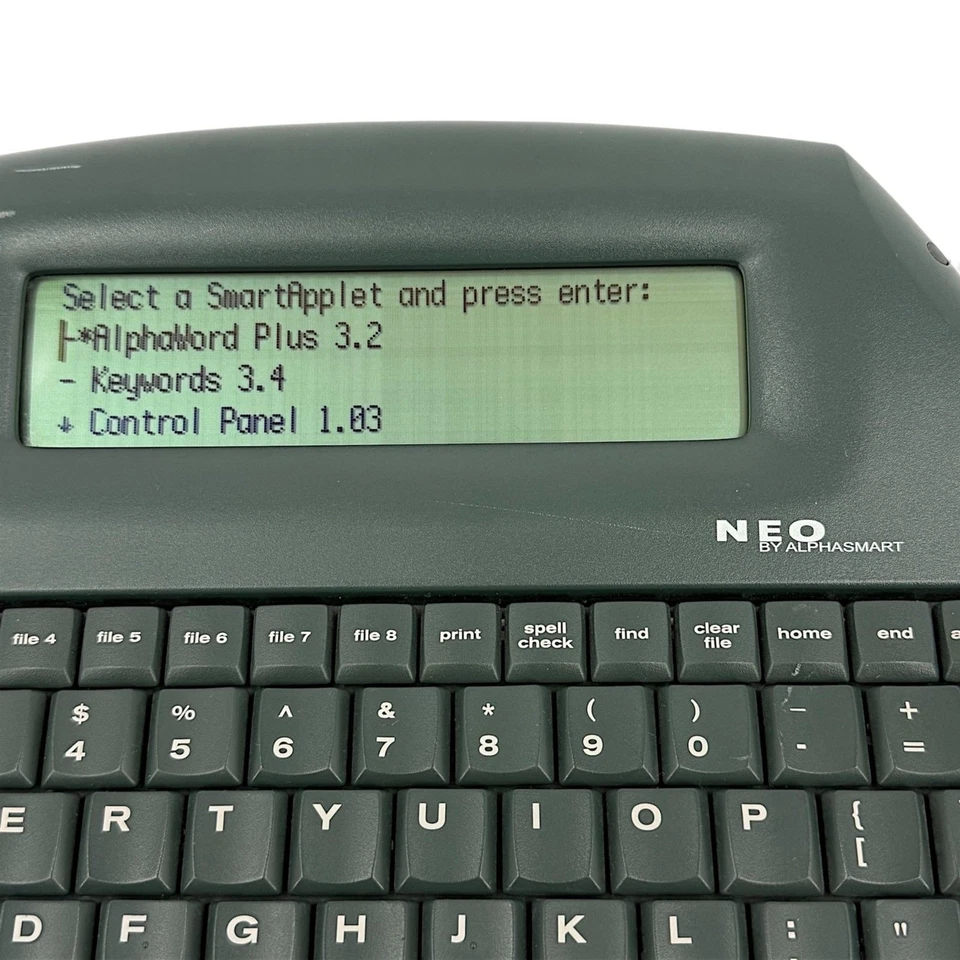 Select a SmartApplet and press enter:
*AlphaWord Plus 3.2
- Keywords 3.4
↓ Control Panel 1.03
NEO
BY ALPHASMART
file 4 file 5 file 6 file 7 file 8 print spell check find clear file home end
$ % ^ & * ( ) _ +
4 5 6 7 8 9 0 - =
E R T Y U I O P {
[
D F G H J K L : "